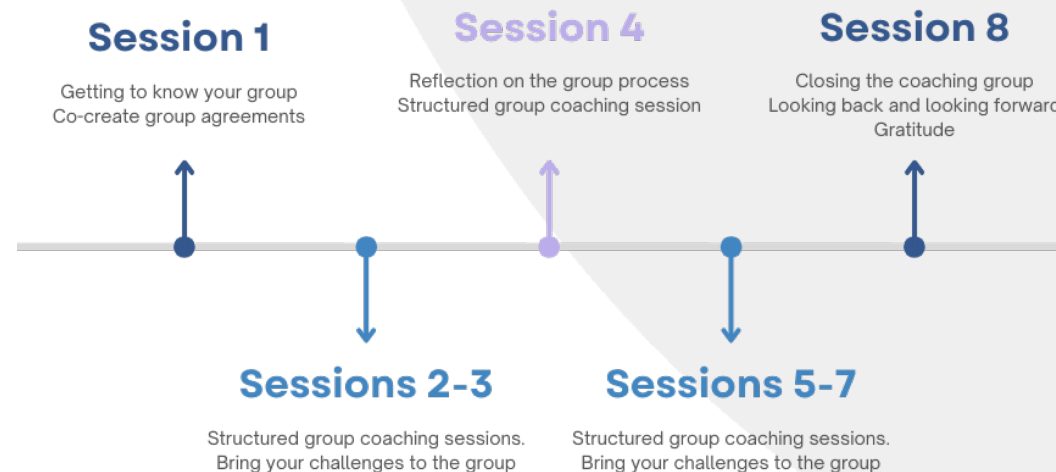 Session 1
Getting to know your group
Co-create group agreements
Session 4
Reflection on the group process
Structured group coaching session
Session 8
Closing the coaching group
Looking back and looking forward
Gratitude
Sessions 2-3
Structured group coaching sessions.
Bring your challenges to the group
Sessions 5-7
Structured group coaching sessions.
Bring your challenges to the group